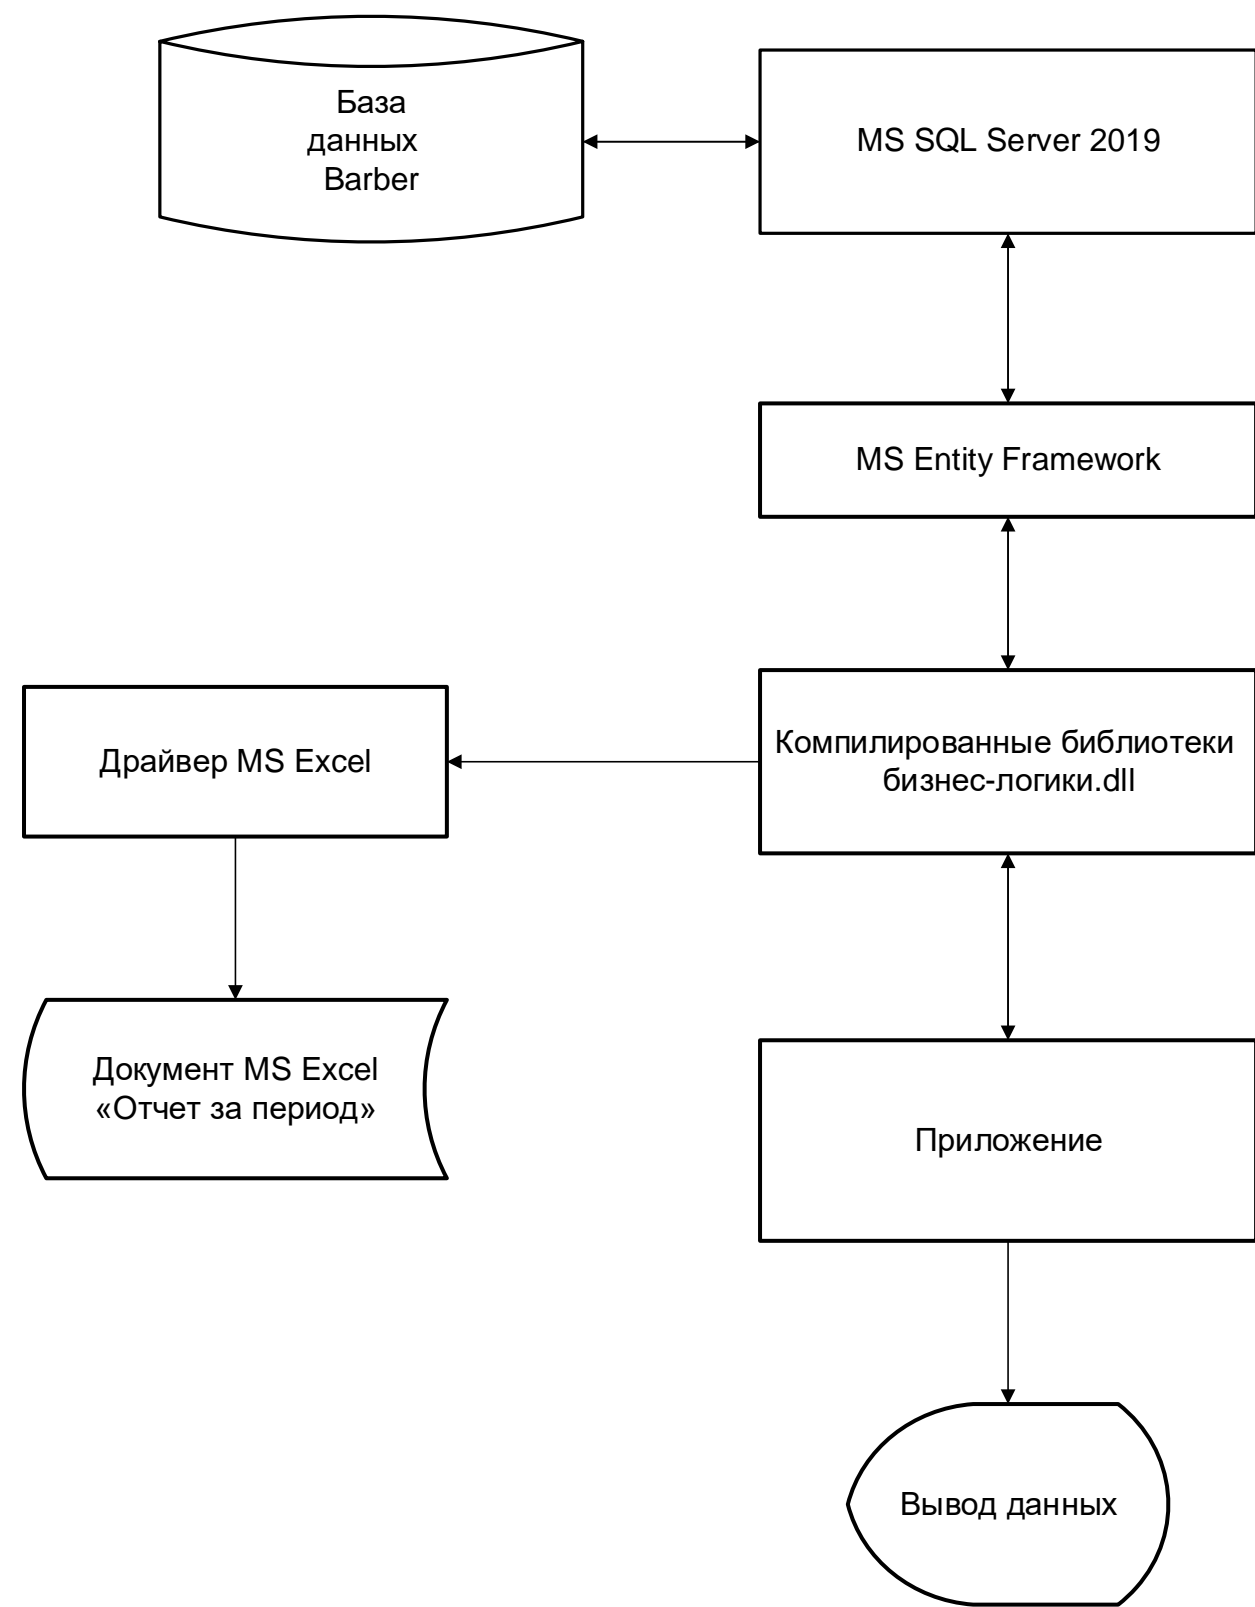 База
данных
Barber
MS SQL Server 2019
MS Entity Framework
Компилированные библиотеки
бизнес-логики.dll
Драйвер MS Excel
Документ MS Excel
«Отчет за период»
Приложение
Вывод данных